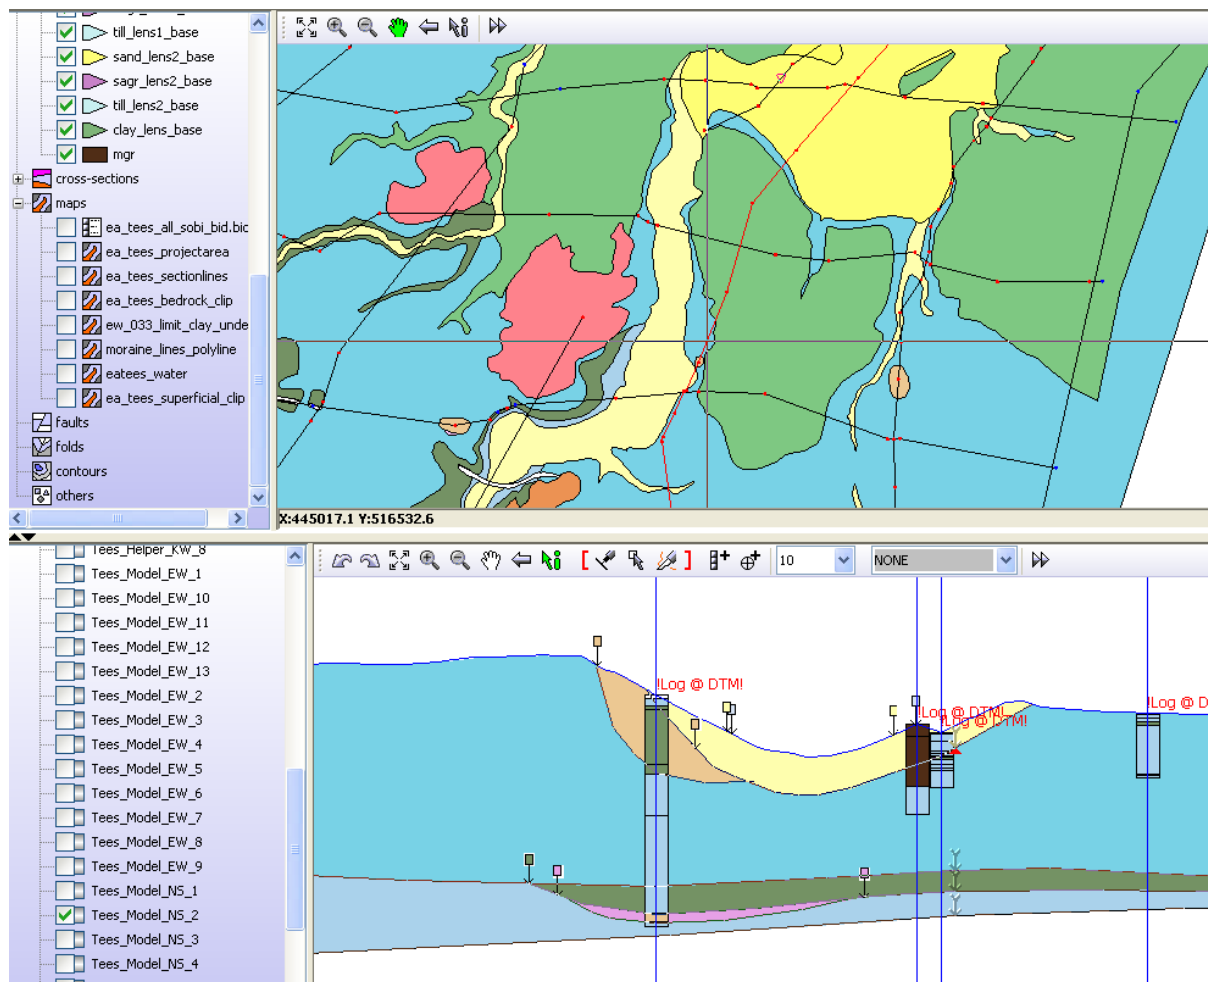 till_lens1_base
sand_lens2_base
sagr_lens2_base
till_lens2_base
clay_lens_base
mgr
cross-sections
maps
ea_tees_all_sobi_bid.bic
ea_tees_projectarea
ea_tees_sectionlines
ea_tees_bedrock_clip
ew_033_limit_clay_unde
moraine_lines_polyline
eatees_water
ea_tees_superficial_clip
faults
folds
contours
others
X:445017.1 Y:516532.6
Tees_Helper_KW_8
Tees_Model_EW_1
Tees_Model_EW_10
Tees_Model_EW_11
Tees_Model_EW_12
Tees_Model_EW_13
Tees_Model_EW_2
Tees_Model_EW_3
Tees_Model_EW_4
Tees_Model_EW_5
Tees_Model_EW_6
Tees_Model_EW_7
Tees_Model_EW_8
Tees_Model_EW_9
Tees_Model_NS_1
Tees_Model_NS_2
Tees_Model_NS_3
Tees_Model_NS_4
10
NONE
!Log @ DTM!
!Log @ DTM!
!Log @ DTM!
!Log @ D